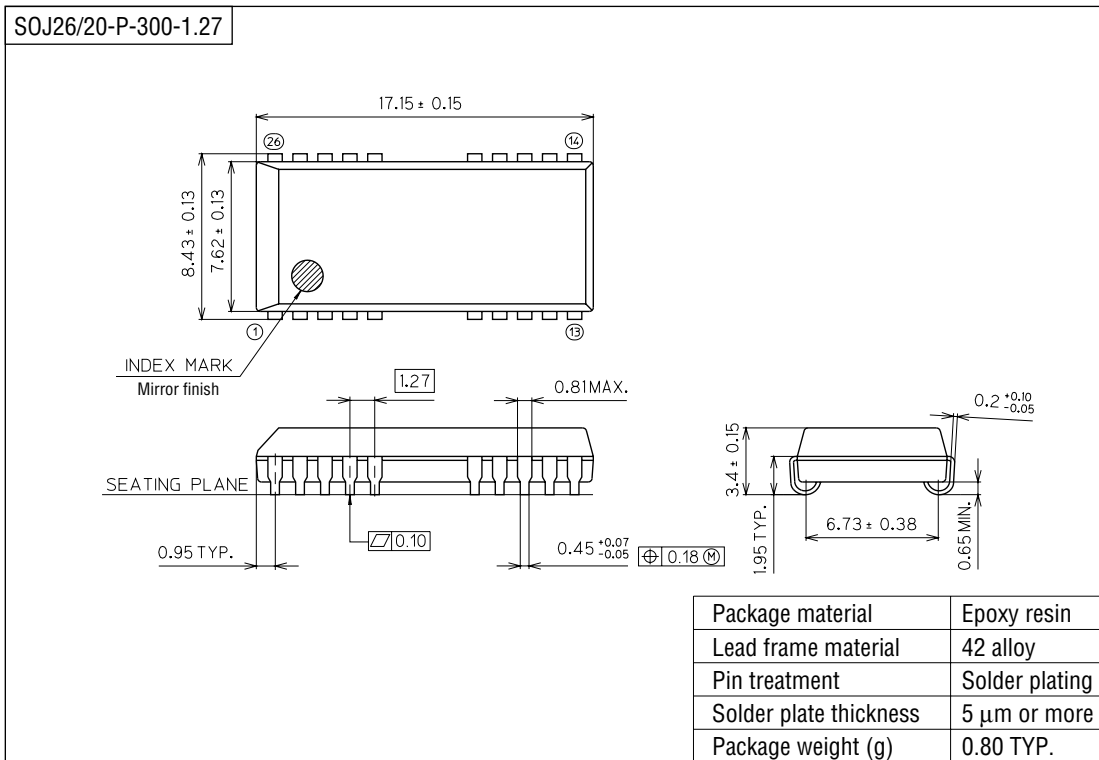 SOJ26/20-P-300-1.27
17.15 ± 0.15
26
14
8.43 ± 0.13
7.62 ± 0.13
1
13
INDEX MARK
Mirror finish
1.27
0.81MAX.
0.2 +0.10 -0.05
SEATING PLANE
3.4 ± 0.15
1.95 TYP.
6.73 ± 0.38
0.65 MIN.
0.95 TYP.
⏥ 0.10
0.45 +0.07 -0.05
⌖ 0.18 Ⓜ
Package material Epoxy resin
Lead frame material 42 alloy
Pin treatment Solder plating
Solder plate thickness 5 µm or more
Package weight (g) 0.80 TYP.